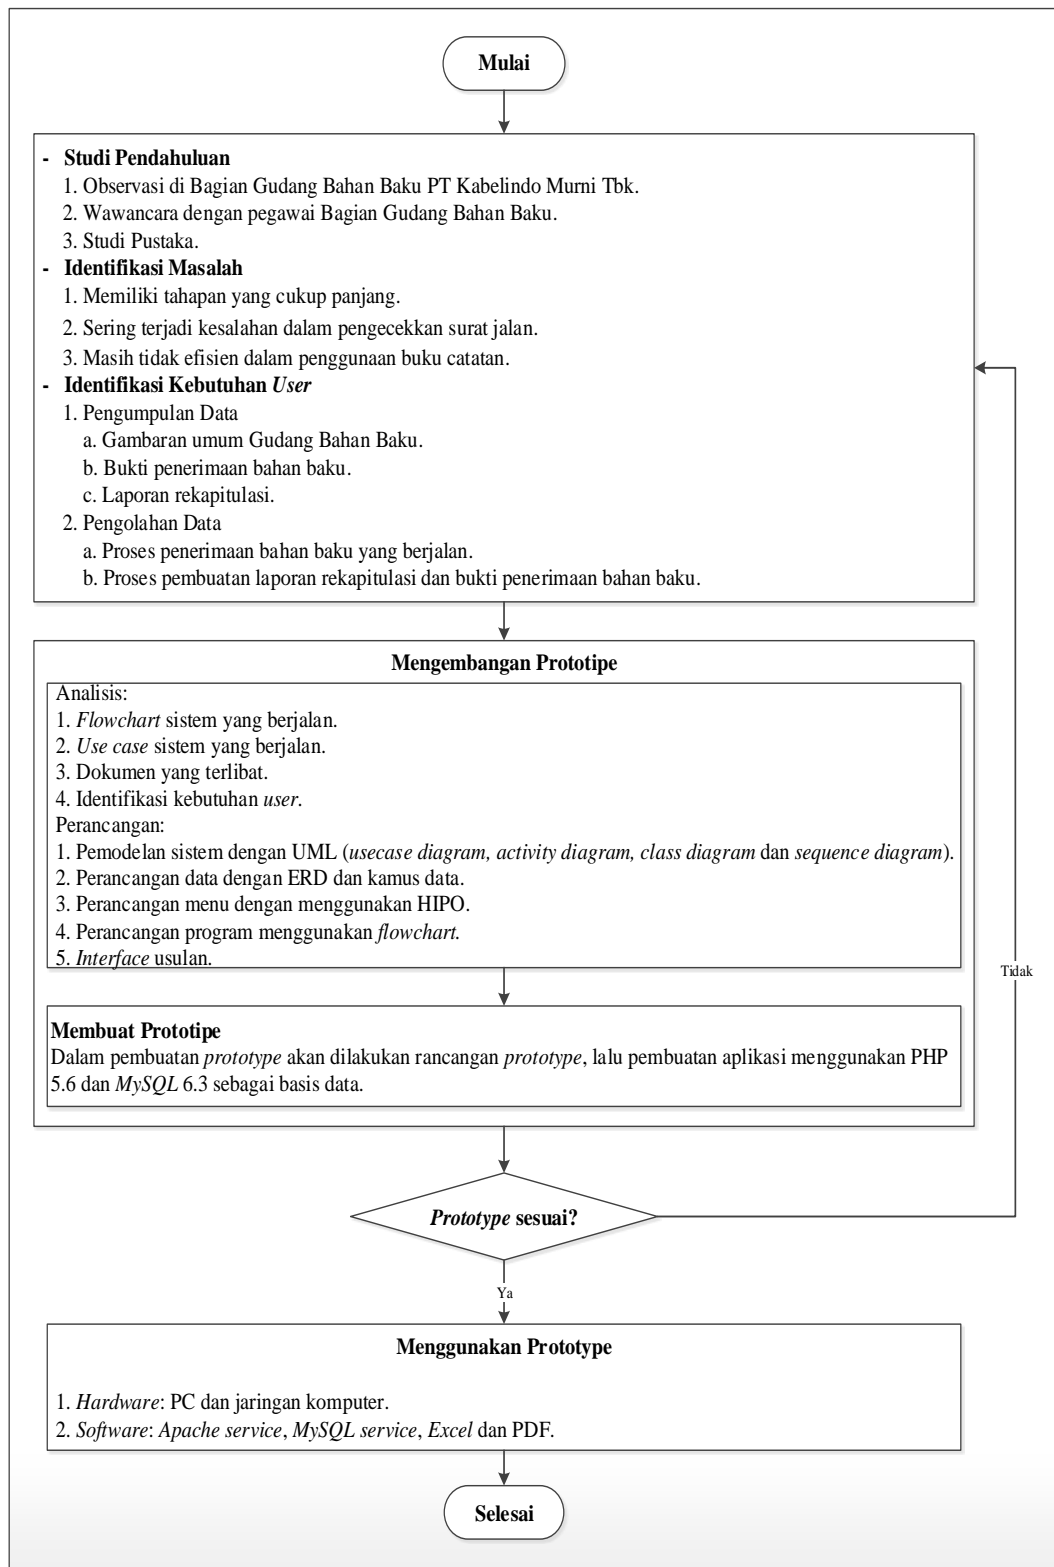 Mulai
- Studi Pendahuluan
1. Observasi di Bagian Gudang Bahan Baku PT Kabelindo Murni Tbk.
2. Wawancara dengan pegawai Bagian Gudang Bahan Baku.
3. Studi Pustaka.
- Identifikasi Masalah
1. Memiliki tahapan yang cukup panjang.
2. Sering terjadi kesalahan dalam pengecekkan surat jalan.
3. Masih tidak efisien dalam penggunaan buku catatan.
- Identifikasi Kebutuhan User
1. Pengumpulan Data
a. Gambaran umum Gudang Bahan Baku.
b. Bukti penerimaan bahan baku.
c. Laporan rekapitulasi.
2. Pengolahan Data
a. Proses penerimaan bahan baku yang berjalan.
b. Proses pembuatan laporan rekapitulasi dan bukti penerimaan bahan baku.
Mengembangan Prototipe
Analisis:
1. Flowchart sistem yang berjalan.
2. Use case sistem yang berjalan.
3. Dokumen yang terlibat.
4. Identifikasi kebutuhan user.
Perancangan:
1. Pemodelan sistem dengan UML (usecase diagram, activity diagram, class diagram dan sequence diagram).
2. Perancangan data dengan ERD dan kamus data.
3. Perancangan menu dengan menggunakan HIPO.
4. Perancangan program menggunakan flowchart.
5. Interface usulan.
Tidak
Membuat Prototipe
Dalam pembuatan prototype akan dilakukan rancangan prototype, lalu pembuatan aplikasi menggunakan PHP
5.6 dan MySQL 6.3 sebagai basis data.
Prototype sesuai?
Ya
Menggunakan Prototype
1. Hardware: PC dan jaringan komputer.
2. Software: Apache service, MySQL service, Excel dan PDF.
Selesai